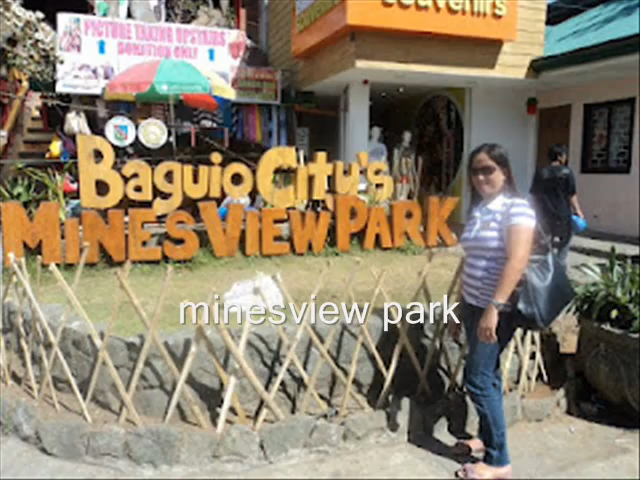 souvenirs
PICTURE TAKING UPSTAIRS
DONATION ONLY
Baguio City's
MINES VIEW PARK
minesview park